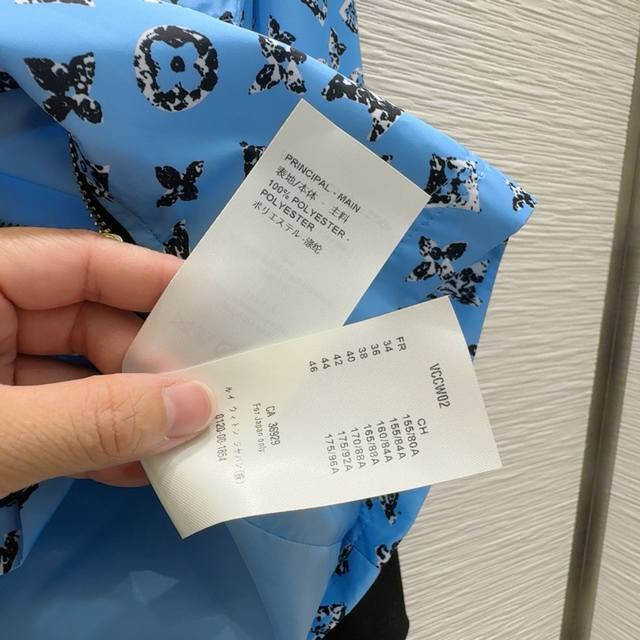 PRINCIPAL - MAIN
表地/本体 - 主料
100% POLYESTER -
POLYESTER
ポリエステル-涤纶
VCCW02
FR CH
34 155/80A
36 155/84A
38 160/84A
40 165/88A
42 170/88A
44 175/92A
46 175/96A
CA 36929
For Japan only
ルイ ヴィトン ジャパン(株)
0120-00-1854